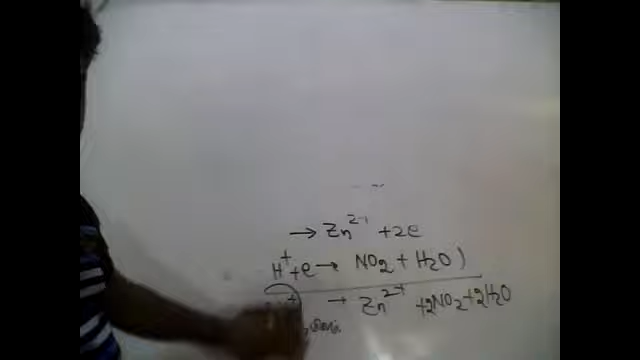 → Zn²⁺ +2e
H⁺+e → NO₂ + H₂O)
→ Zn²⁺ +2NO₂+2H₂O